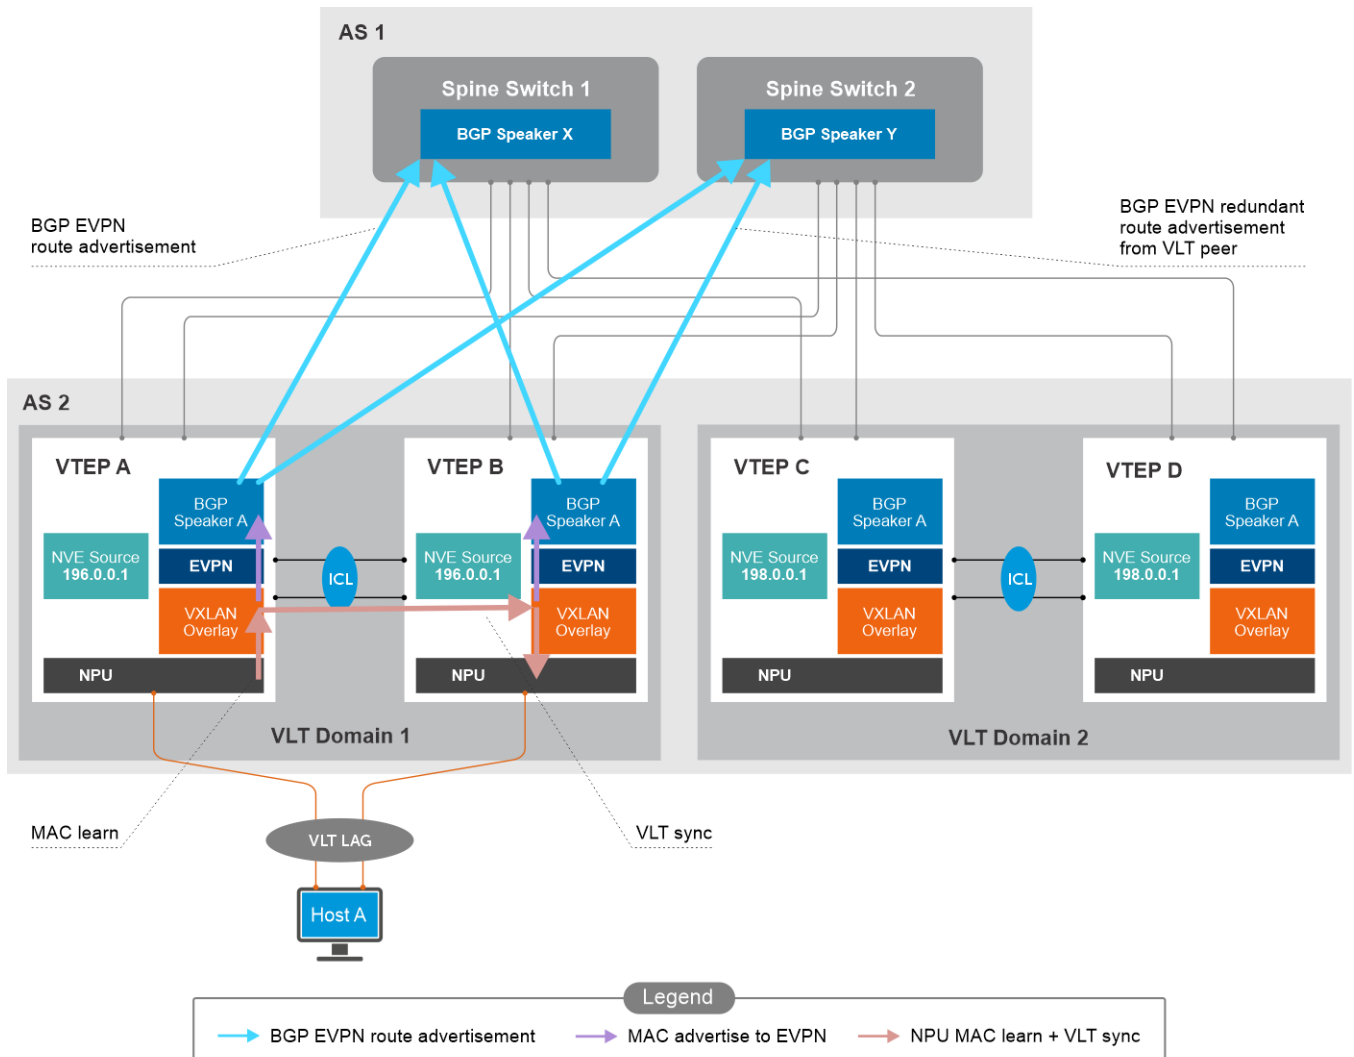 AS 1
Spine Switch 1
BGP Speaker X
Spine Switch 2
BGP Speaker Y
BGP EVPN
route advertisement
BGP EVPN redundant
route advertisement
from VLT peer
AS 2
VTEP A
BGP
Speaker A
NVE Source
196.0.0.1
EVPN
VXLAN
Overlay
NPU
ICL
VTEP B
BGP
Speaker A
NVE Source
196.0.0.1
EVPN
VXLAN
Overlay
NPU
VLT Domain 1
VTEP C
BGP
Speaker A
NVE Source
198.0.0.1
EVPN
VXLAN
Overlay
NPU
ICL
VTEP D
BGP
Speaker A
NVE Source
198.0.0.1
EVPN
VXLAN
Overlay
NPU
VLT Domain 2
MAC learn
VLT LAG
VLT sync
Host A
Legend
BGP EVPN route advertisement
MAC advertise to EVPN
NPU MAC learn + VLT sync